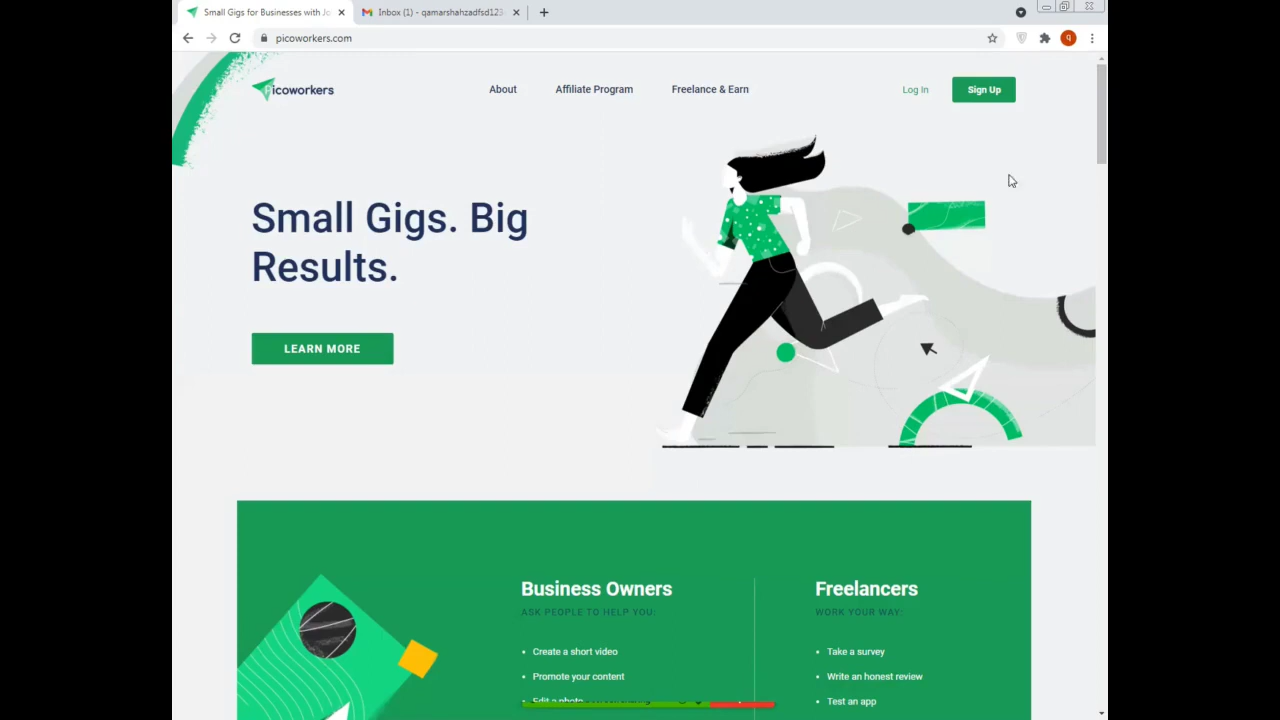 Small Gigs for Businesses with Jo
Inbox (1) - qamarshahzadfsd123
picoworkers.com
q
picoworkers
About
Affiliate Program
Freelance & Earn
Log In
Sign Up
Small Gigs. Big
Results.
LEARN MORE
Business Owners
ASK PEOPLE TO HELP YOU:
• Create a short video
• Promote your content
• Edit a photo
Freelancers
WORK YOUR WAY:
• Take a survey
• Write an honest review
• Test an app